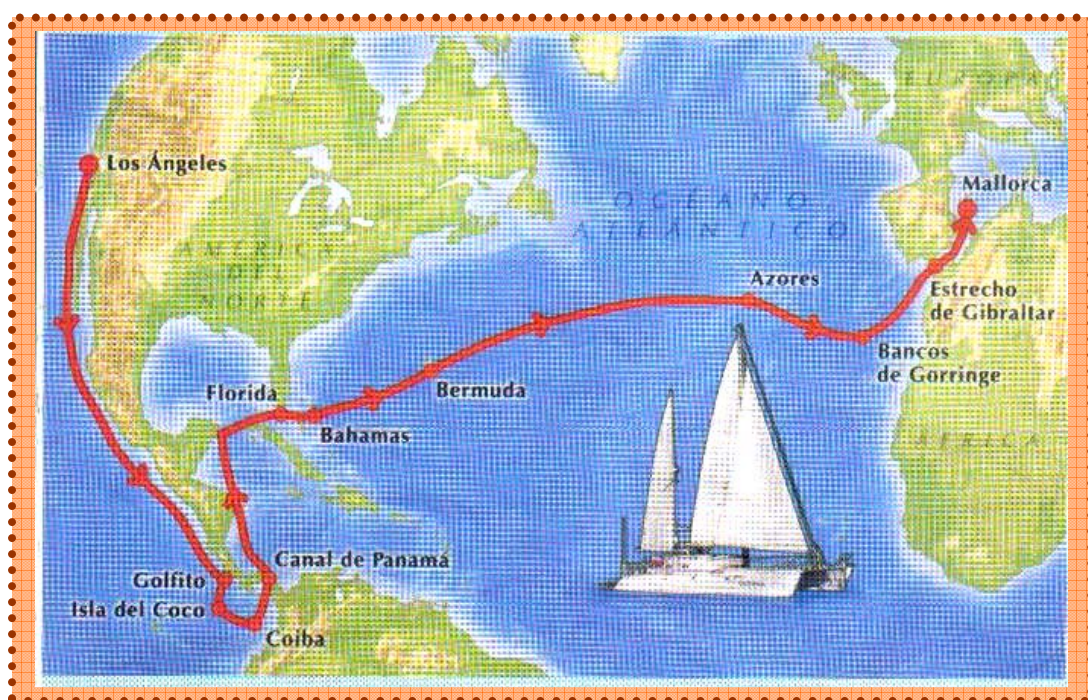 EUROPA
Los Ángeles
Mallorca
OCÉANO
ATLÁNTICO
AMÉRICA
DEL
NORTE
Azores
Estrecho
de Gibraltar
Bancos
de Gorringe
Florida
Bermuda
Bahamas
ÁFRICA
Canal de Panamá
Golfito
Isla del Coco
Coiba